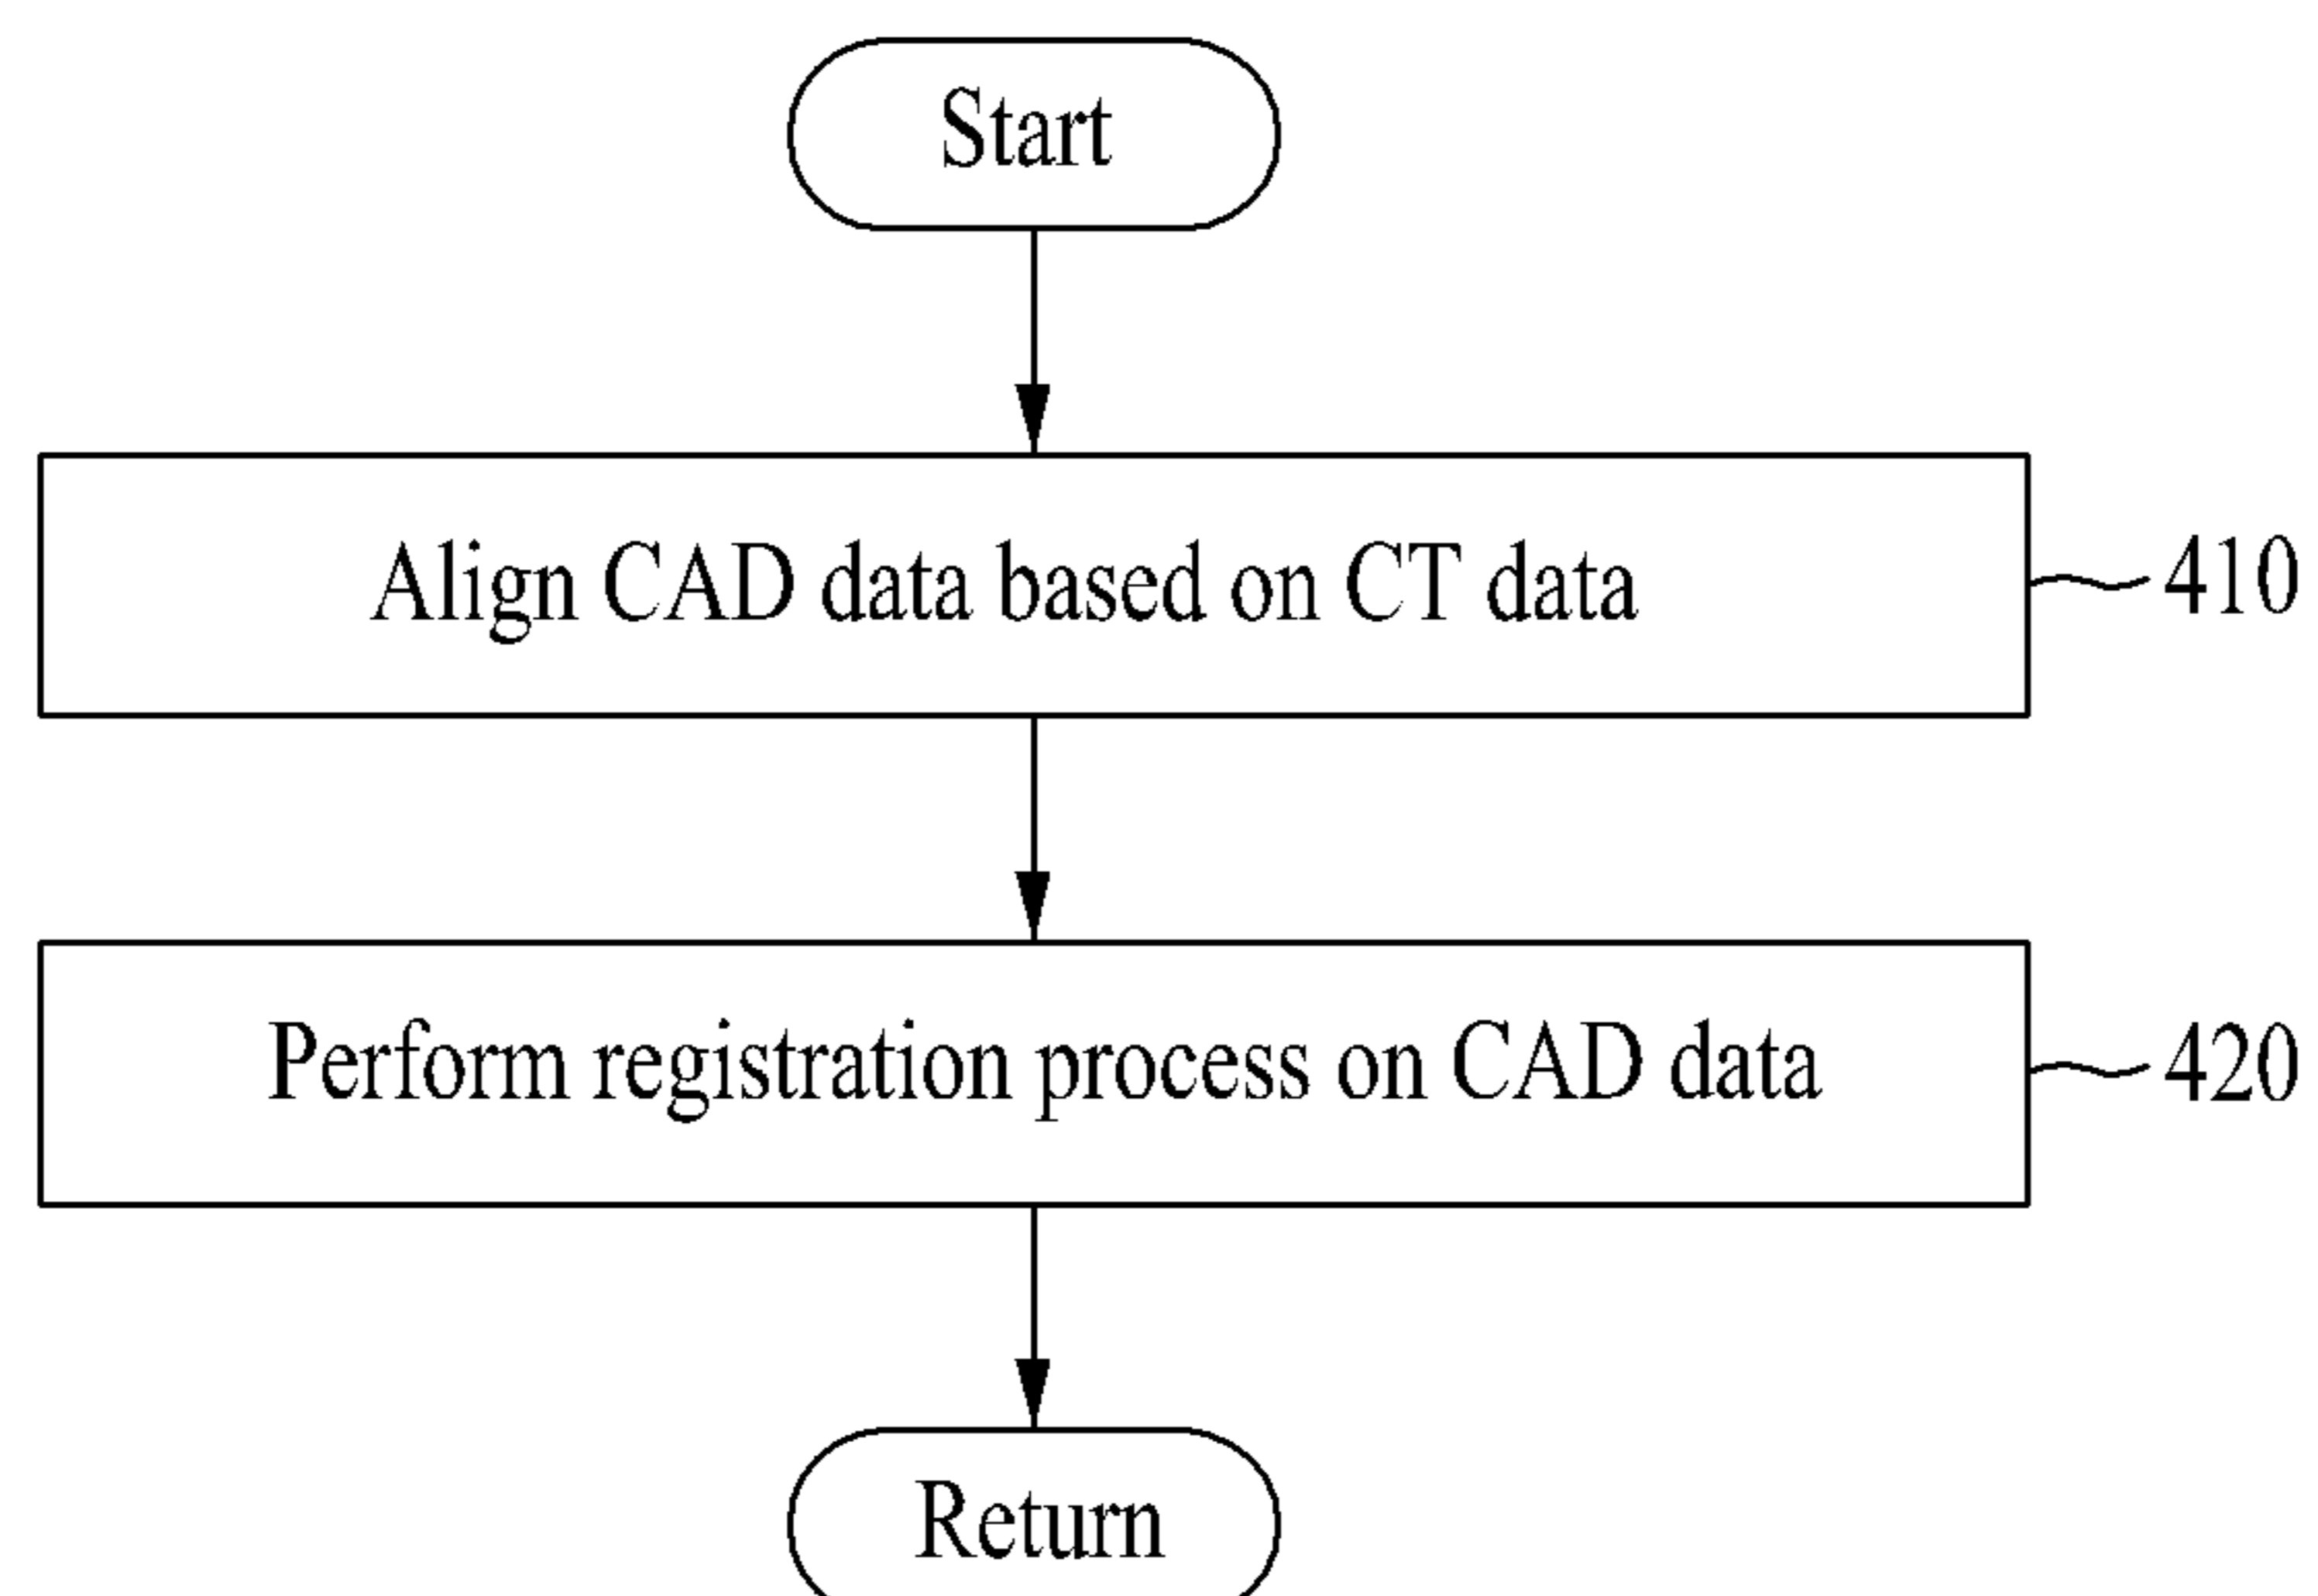 Start
Align CAD data based on CT data
410
Perform registration process on CAD data
420
Return